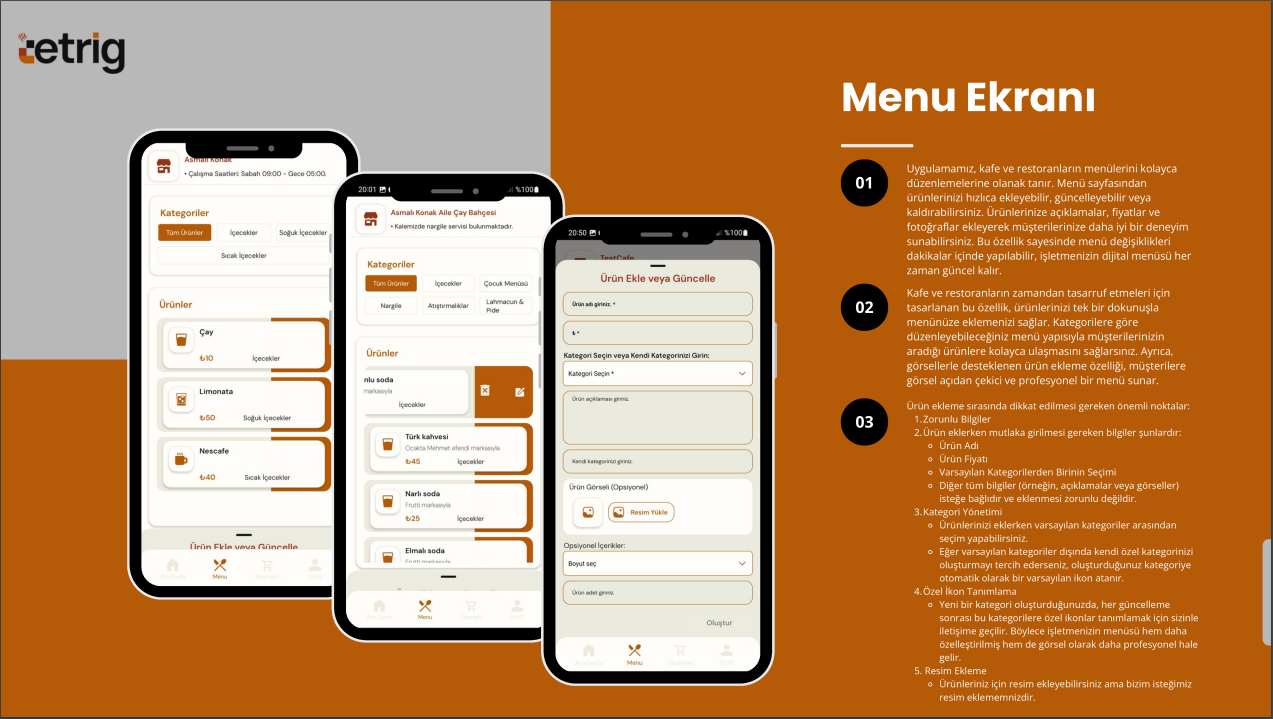 tetrig
Asmalı Konak
• Çalışma Saatleri: Sabah 09:00 - Gece 05:00.
Kategoriler
Tüm Ürünler
İçecekler
Soğuk İçecekler
Sıcak İçecekler
Ürünler
Çay
₺10
İçecekler
Limonata
₺50
Soğuk İçecekler
Nescafe
₺40
Sıcak İçecekler
Ürün Ekle veya Güncelle
Menu
20:01
%100
Asmalı Konak Aile Çay Bahçesi
• Kalemizde nargile servisi bulunmaktadır.
Kategoriler
Tüm Ürünler
İçecekler
Çocuk Menüsü
Nargile
Atıştırmalıklar
Lahmacun &
Pide
Ürünler
nlu soda
markasıyla
İçecekler
Türk kahvesi
Ocakta Mehmet efendi markasıyla
₺45
İçecekler
Narlı soda
Frutti markasıyla
₺25
İçecekler
Elmalı soda
Frutti markasıyla
Menu
20:50
%100
TestCafe
Ürün Ekle veya Güncelle
Ürün adı giriniz. *
₺ *
Kategori Seçin veya Kendi Kategorinizi Girin:
Kategori Seçin *
Ürün açıklaması giriniz.
Kendi kategorinizi giriniz.
Ürün Görseli (Opsiyonel)
Resim Yükle
Opsiyonel İçerikler:
Boyut seç
Ürün adet giriniz.
Oluştur
Menu
Menu Ekranı
01
Uygulamamız, kafe ve restoranların menülerini kolayca
düzenlemelerine olanak tanır. Menü sayfasından
ürünlerinizi hızlıca ekleyebilir, güncelleyebilir veya
kaldırabilirsiniz. Ürünlerinize açıklamalar, fiyatlar ve
fotoğraflar ekleyerek müşterilerinize daha iyi bir deneyim
sunabilirsiniz. Bu özellik sayesinde menü değişiklikleri
dakikalar içinde yapılabilir, işletmenizin dijital menüsü her
zaman güncel kalır.
02
Kafe ve restoranların zamandan tasarruf etmeleri için
tasarlanan bu özellik, ürünlerinizi tek bir dokunuşla
menünüze eklemenizi sağlar. Kategorilere göre
düzenleyebileceğiniz menü yapısıyla müşterilerinizin
aradığı ürünlere kolayca ulaşmasını sağlarsınız. Ayrıca,
görsellerle desteklenen ürün ekleme özelliği, müşterilere
görsel açıdan çekici ve profesyonel bir menü sunar.
03
Ürün ekleme sırasında dikkat edilmesi gereken önemli noktalar:
1. Zorunlu Bilgiler
2. Ürün eklerken mutlaka girilmesi gereken bilgiler şunlardır:
Ürün Adı
Ürün Fiyatı
Varsayılan Kategorilerden Birinin Seçimi
Diğer tüm bilgiler (örneğin, açıklamalar veya görseller)
isteğe bağlıdır ve eklenmesi zorunlu değildir.
3. Kategori Yönetimi
Ürünlerinizi eklerken varsayılan kategoriler arasından
seçim yapabilirsiniz.
Eğer varsayılan kategoriler dışında kendi özel kategorinizi
oluşturmayı tercih ederseniz, oluşturduğunuz kategoriye
otomatik olarak bir varsayılan ikon atanır.
4. Özel İkon Tanımlama
Yeni bir kategori oluşturduğunuzda, her güncelleme
sonrası bu kategorilere özel ikonlar tanımlamak için sizinle
iletişime geçilir. Böylece işletmenizin menüsü hem daha
özelleştirilmiş hem de görsel olarak daha profesyonel hale
gelir.
5. Resim Ekleme
Ürünleriniz için resim ekleyebilirsiniz ama bizim isteğimiz
resim eklememnizdir.